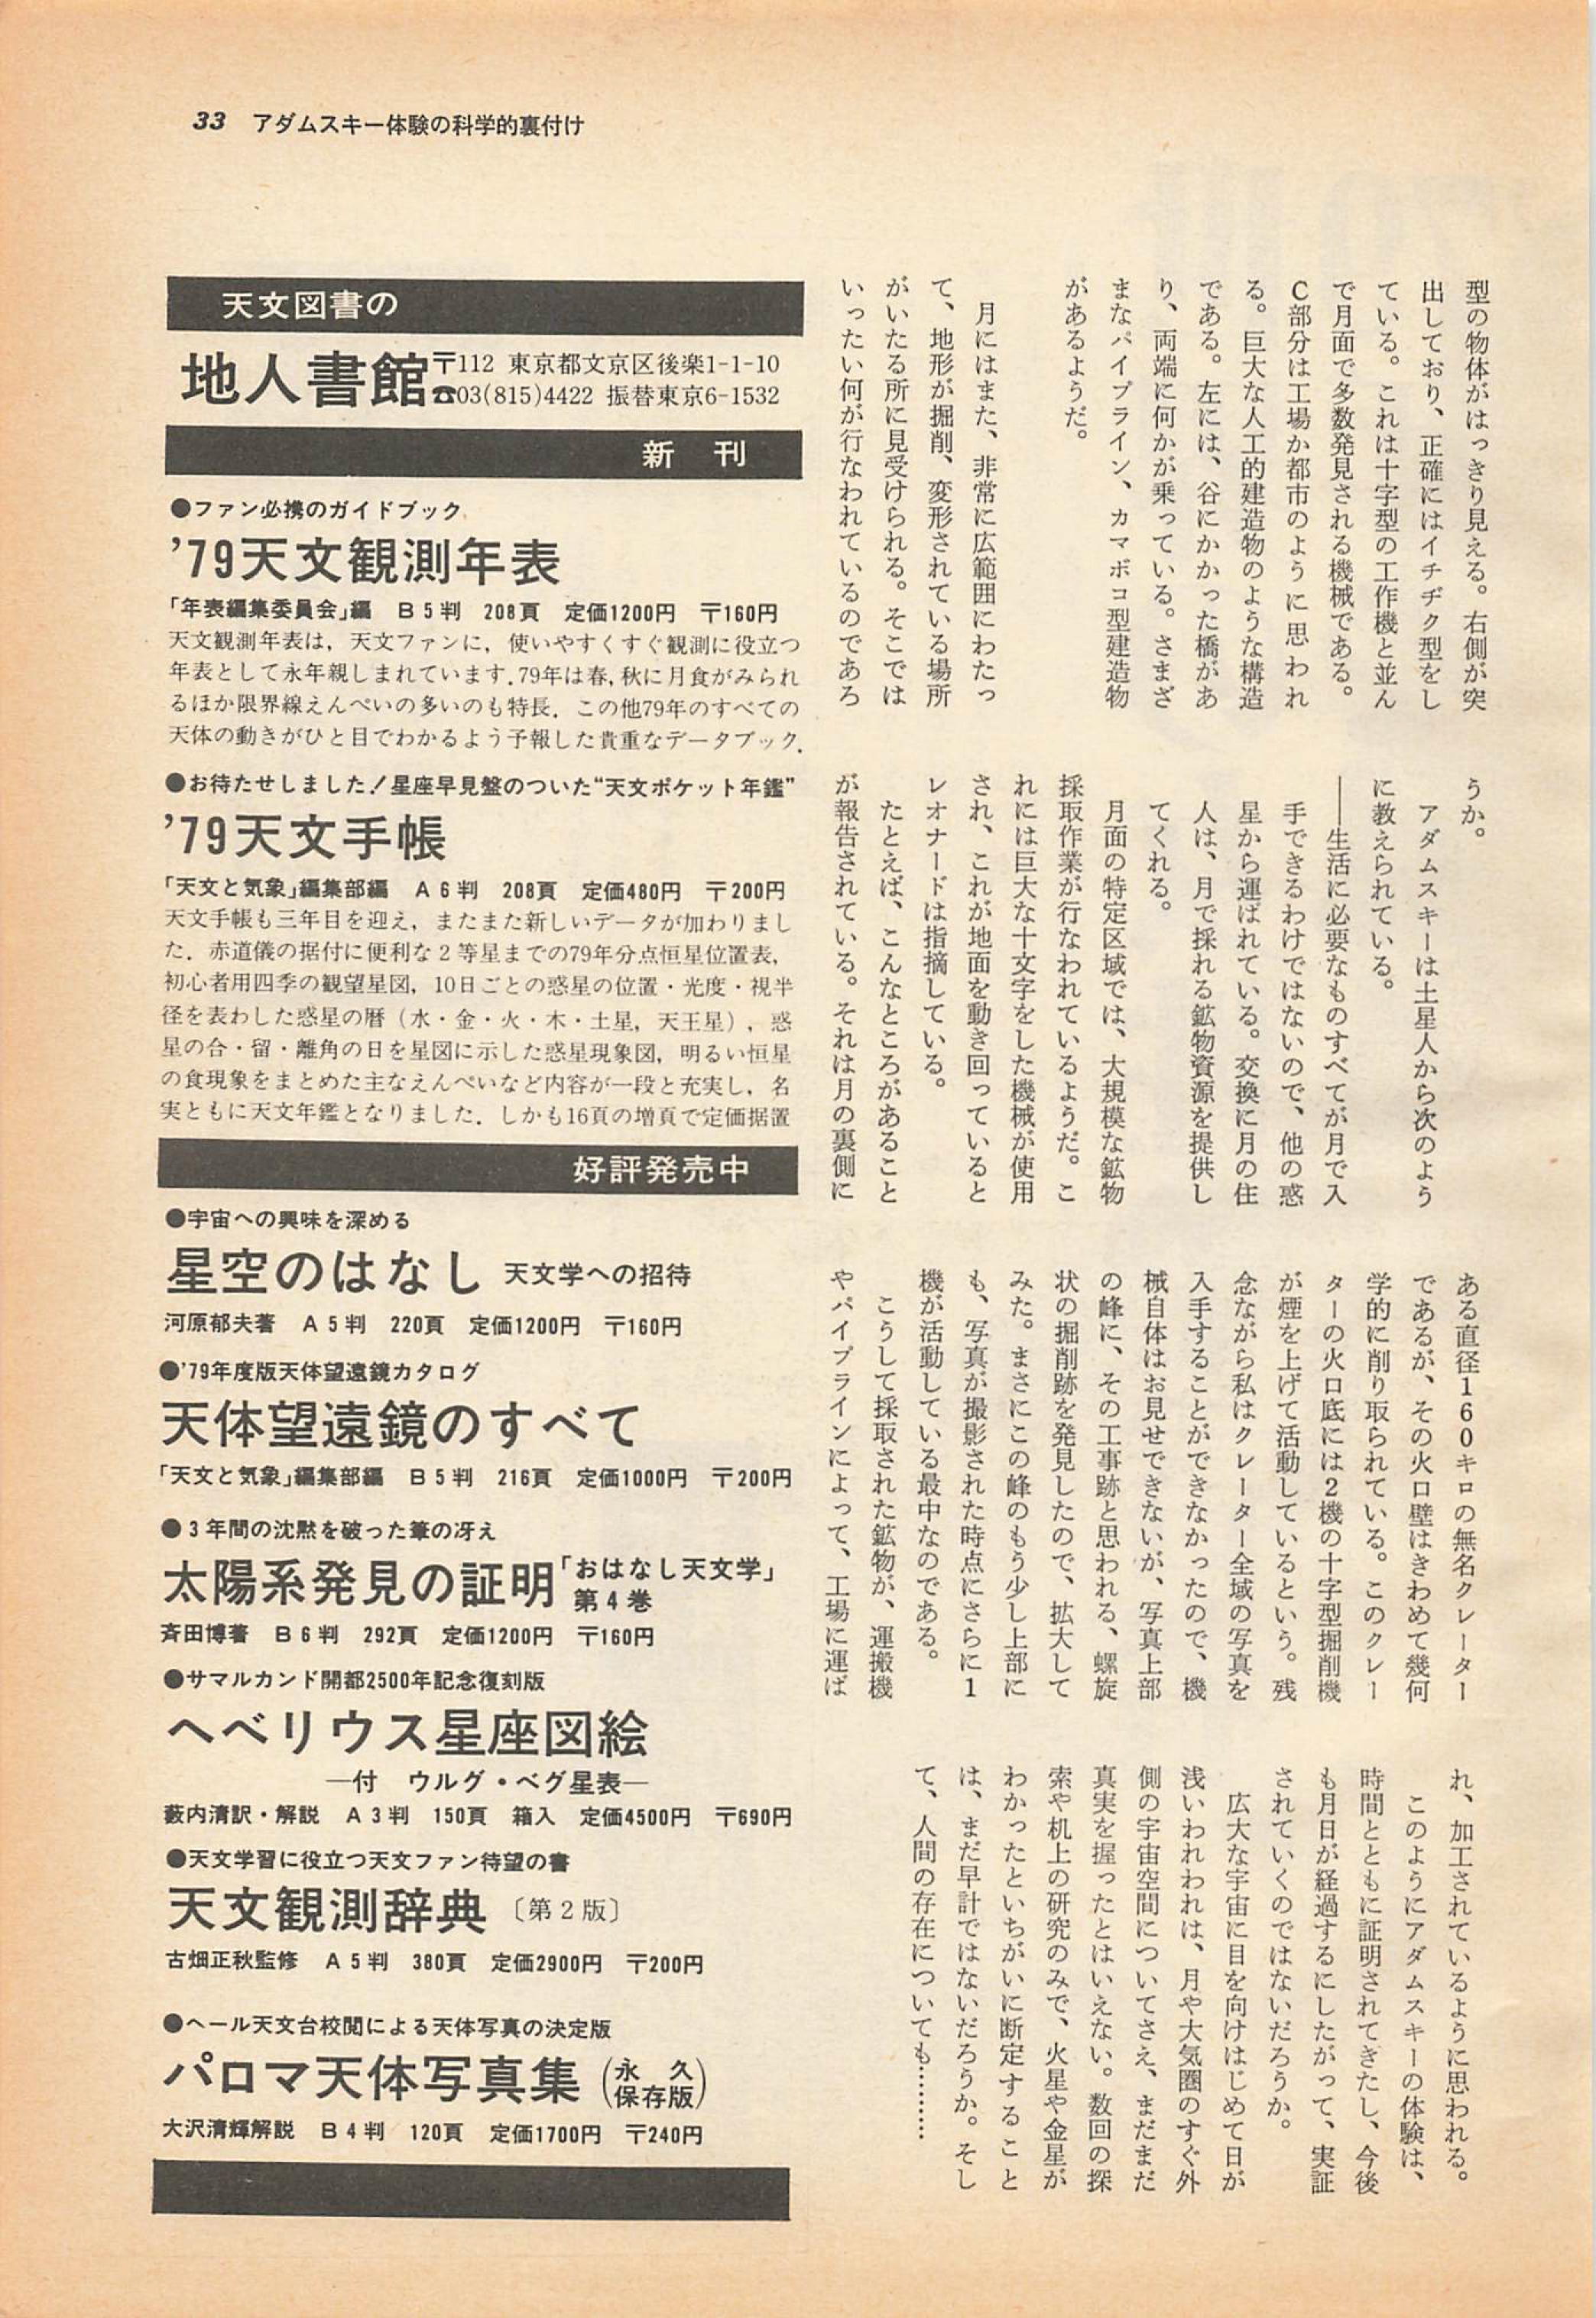 33 アダムスキー体験の科学的裏付け
型の物体がはっきり見える。右側が突
出しており、正確にはイチヂク型をし
ている。これは十字型の工作機と並ん
で月面で多数発見される機械である。
C部分は工場か都市のように思われ
る。巨大な人工的建造物のような構造
である。左には、谷にかかった橋があ
り、両端に何かが乗っている。さまざ
まなパイプライン、カマボコ型建造物
があるようだ。
月にはまた、非常に広範囲にわたっ
て、地形が掘削、変形されている場所
がいたる所に見受けられる。そこでは
いったい何が行なわれているのであろ
うか。
アダムスキーは土星人から次のよう
に教えられている。
――生活に必要なものすべてが月で入
手できるわけではないので、他の惑
星から運ばれている。交換に月の住
人は、月で採れる鉱物資源を提供し
てくれる。
月面の特定区域では、大規模な鉱物
採取作業が行なわれているようだ。こ
れには巨大な十文字をした機械が使用
され、これが地面を動き回っていると
レオナードは指摘している。
たとえば、こんなところがあること
が報告されている。それは月の裏側に
ある直径160キロの無名クレーター
であるが、その火口壁はきわめて幾何
学的に削り取られている。このクレー
ターの火口底には2機の十字型掘削機
が煙を上げて活動しているという。残
念ながら私はクレーター全域の写真を
入手することができなかったので、機
械自体はお見せできないが、写真上部
の峰に、その工事跡と思われる、螺旋
状の掘削跡を発見したので、拡大して
みた。まさにこの峰のもう少し上部に
も、写真が撮影された時点にさらに1
機が活動している最中なのである。
こうして採取された鉱物が、運搬機
やパイプラインによって、工場に運ば
れ、加工されているように思われる。
このようにアダムスキーの体験は、
時間とともに証明されてきたし、今後
も月日が経過するにしたがって、実証
されていくのではないだろうか。
広大な宇宙に目を向けはじめて日が
浅いわれわれは、月や大気圏のすぐ外
側の宇宙空間についてさえ、まだまだ
真実を握ったとはいえない。数回の探
索や机上の研究のみで、火星や金星が
わかったといちがいに断定すること
は、まだ早計ではないだろうか。そし
て、人間の存在についても………
天文図書の
地人書館 〒112 東京都文京区後楽1-1-10
☎03(815)4422 振替東京6-1532
新 刊
●ファン必携のガイドブック
’79天文観測年表
「年表編集委員会」編 B5判 208頁 定価1200円 〒160円
天文観測年表は，天文ファンに，使いやすくすぐ観測に役立つ
年表として永年親しまれています．79年は春，秋に月食がみられ
るほか限界線えんぺいの多いのも特長．この他79年のすべての
天体の動きがひと目でわかるよう予報した貴重なデータブック．
●お待たせしました！星座早見盤のついた“天文ポケット年鑑”
’79天文手帳
「天文と気象」編集部編 A6判 208頁 定価480円 〒200円
天文手帳も三年目を迎え，またまた新しいデータが加わりまし
た．赤道儀の据付に便利な2等星までの79年分点恒星位置表，
初心者用四季の観望星図，10日ごとの惑星の位置・光度・視半
径を表わした惑星の暦（水・金・火・木・土星，天王星），惑
星の合・留・離角の日を星図に示した惑星現象図，明るい恒星
の食現象をまとめた主なえんぺいなど内容が一段と充実し，名
実ともに天文年鑑となりました．しかも16頁の増頁で定価据置
好評発売中
●宇宙への興味を深める
星空のはなし 天文学への招待
河原郁夫著 A5判 220頁 定価1200円 〒160円
●’79年度版天体望遠鏡カタログ
天体望遠鏡のすべて
「天文と気象」編集部編 B5判 216頁 定価1000円 〒200円
●3年間の沈黙を破った筆の冴え
太陽系発見の証明「おはなし天文学」
第4巻
斉田博著 B6判 292頁 定価1200円 〒160円
●サマルカンド開都2500年記念復刻版
ヘベリウス星座図絵
―付 ウルグ・ベグ星表―
薮内清訳・解説 A3判 150頁 箱入 定価4500円 〒690円
●天文学習に役立つ天文ファン待望の書
天文観測辞典〔第2版〕
古畑正秋監修 A5判 380頁 定価2900円 〒200円
●ヘール天文台校閲による天体写真の決定版
パロマ天体写真集（永久保存版）
大沢清輝解説 B4判 120頁 定価1700円 〒240円